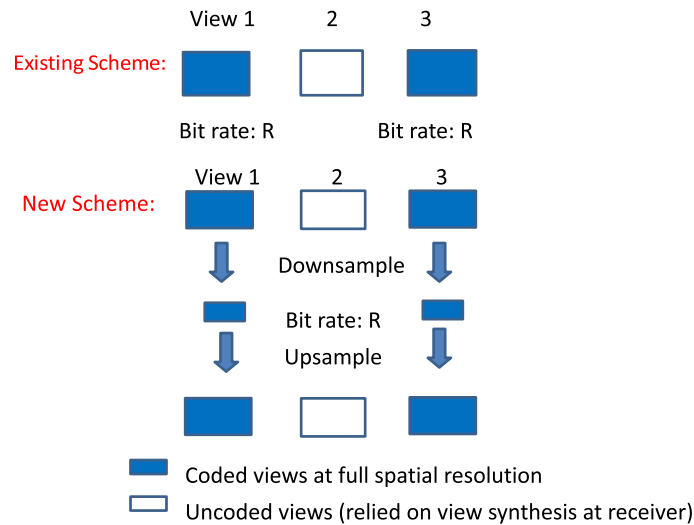 View 1 2 3
Existing Scheme:
Bit rate: R Bit rate: R
View 1 2 3
New Scheme:
Downsample
Bit rate: R
Upsample
Coded views at full spatial resolution
Uncoded views (relied on view synthesis at receiver)